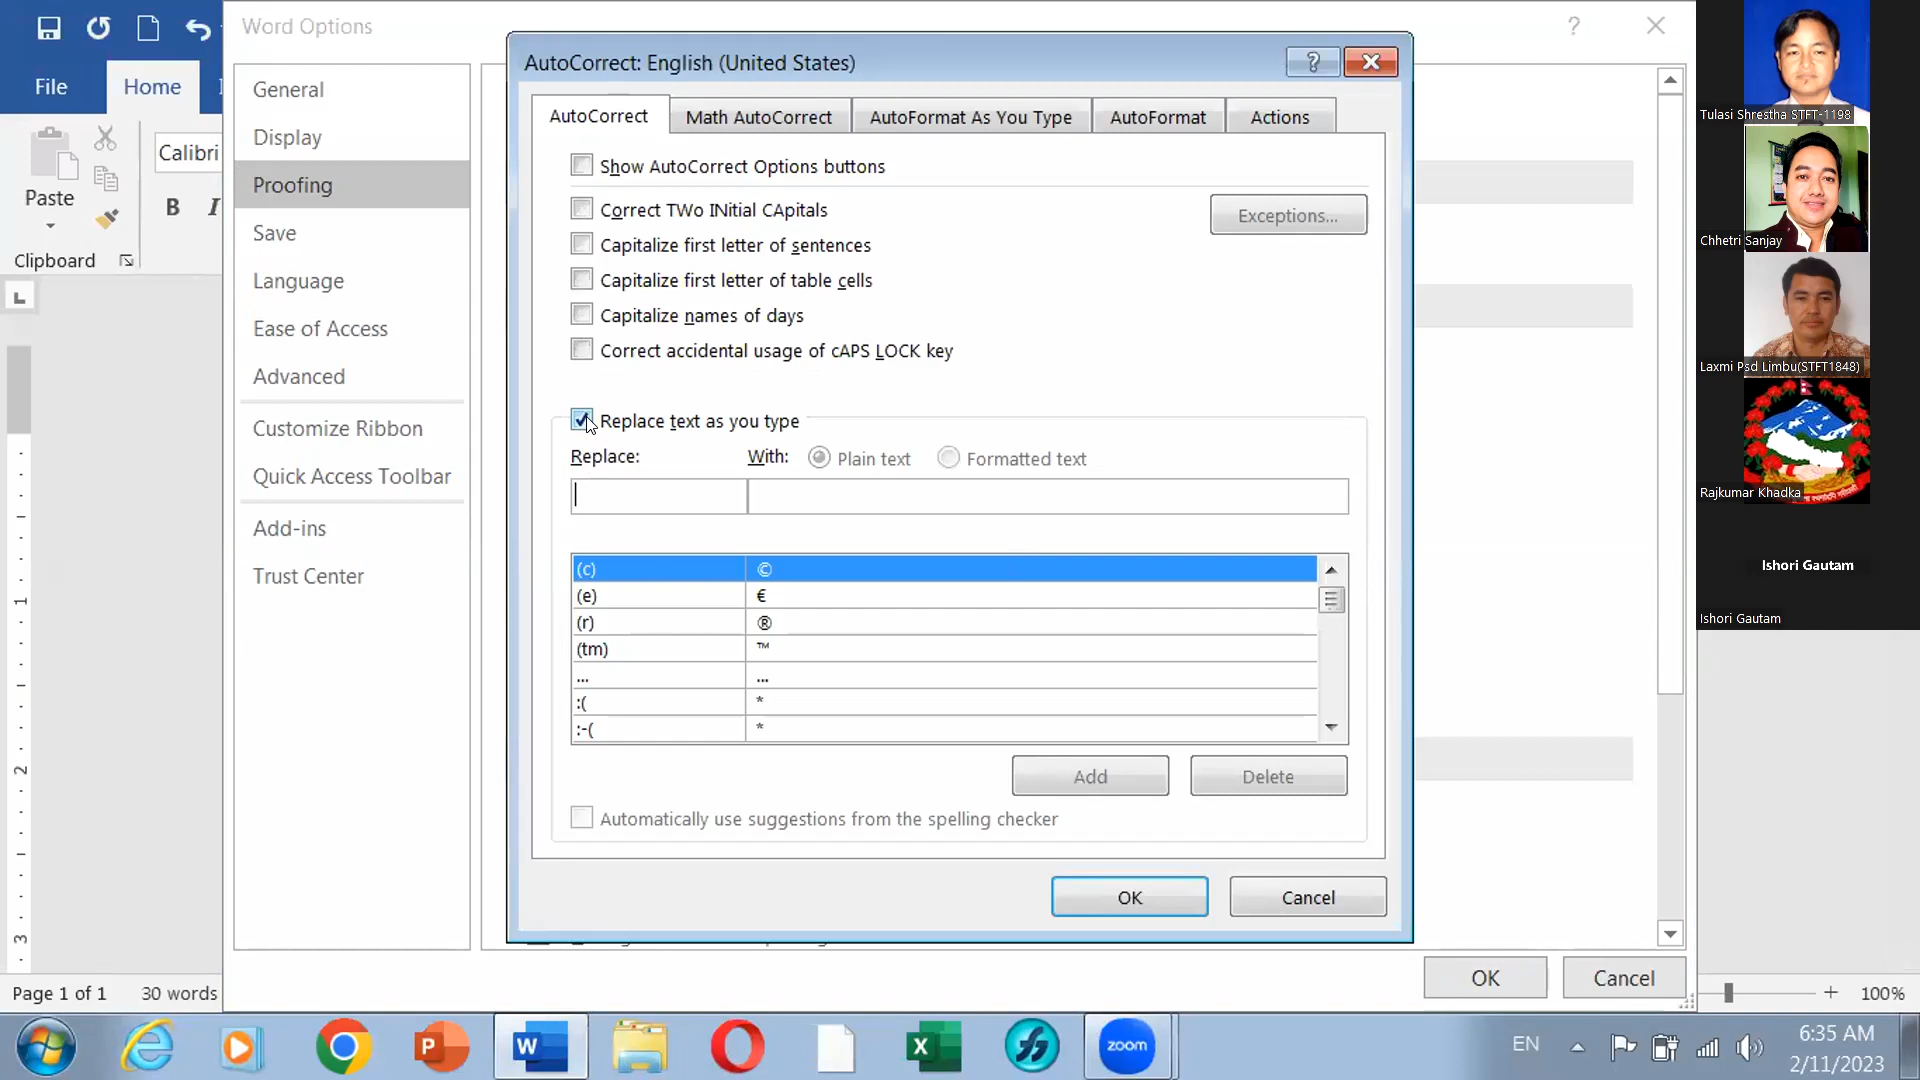 Word Options
File
Home
Paste
Clipboard
Calibri
B I
General
Display
Proofing
Save
Language
Ease of Access
Advanced
Customize Ribbon
Quick Access Toolbar
Add-ins
Trust Center
AutoCorrect: English (United States)
AutoCorrect
Math AutoCorrect
AutoFormat As You Type
AutoFormat
Actions
Show AutoCorrect Options buttons
Correct TWo INitial CApitals
Exceptions...
Capitalize first letter of sentences
Capitalize first letter of table cells
Capitalize names of days
Correct accidental usage of cAPS LOCK key
Replace text as you type
Replace:
With:
Plain text
Formatted text
(c) ©
(e) €
(r) ®
(tm) ™
... ...
:( *
:-( *
Add
Delete
Automatically use suggestions from the spelling checker
OK
Cancel
OK
Cancel
1
2
3
Page 1 of 1
30 words
100%
Tulasi Shrestha STFT-1198
Chhetri Sanjay
Laxmi Psd Limbu(STFT1848)
Rajkumar Khadka
Ishori Gautam
Ishori Gautam
P
W
X
zoom
EN
6:35 AM
2/11/2023